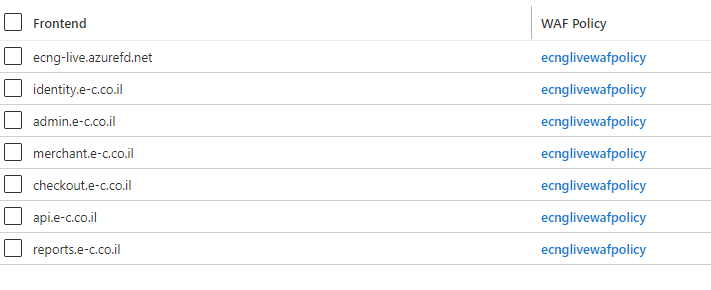 Frontend WAF Policy
ecng-live.azurefd.net ecnglivewafpolicy
identity.e-c.co.il ecnglivewafpolicy
admin.e-c.co.il ecnglivewafpolicy
merchant.e-c.co.il ecnglivewafpolicy
checkout.e-c.co.il ecnglivewafpolicy
api.e-c.co.il ecnglivewafpolicy
reports.e-c.co.il ecnglivewafpolicy